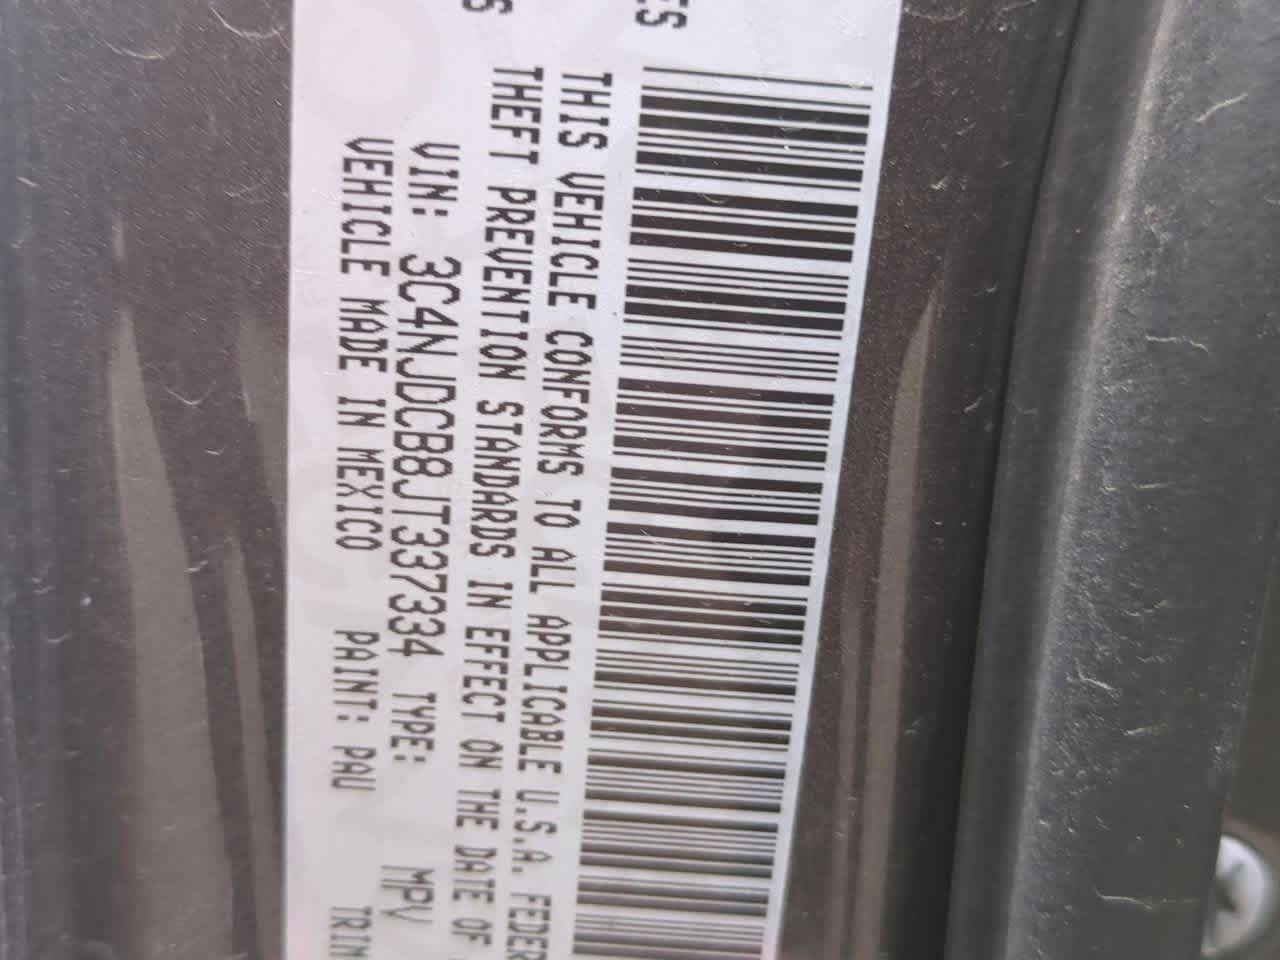 THIS VEHICLE CONFORMS TO ALL APPLICABLE U.S.A. FEDER
THEFT PREVENTION STANDARDS IN EFFECT ON THE DATE OF
VIN: 3C4NJDCB8JT337334 TYPE: MPV
VEHICLE MADE IN MEXICO PAINT: PAU TRIM